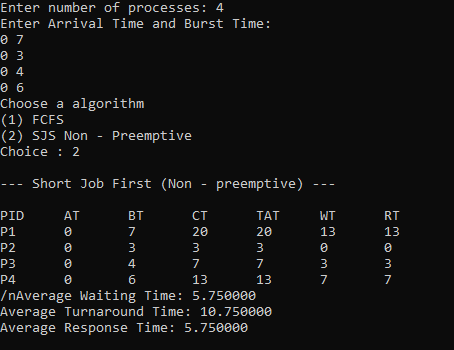 Enter number of processes: 4
Enter Arrival Time and Burst Time:
0 7
0 3
0 4
0 6
Choose a algorithm
(1) FCFS
(2) SJS Non - Preemptive
Choice : 2
--- Short Job First (Non - preemptive) ---
PID AT BT CT TAT WT RT
P1 0 7 20 20 13 13
P2 0 3 3 3 0 0
P3 0 4 7 7 3 3
P4 0 6 13 13 7 7
/nAverage Waiting Time: 5.750000
Average Turnaround Time: 10.750000
Average Response Time: 5.750000